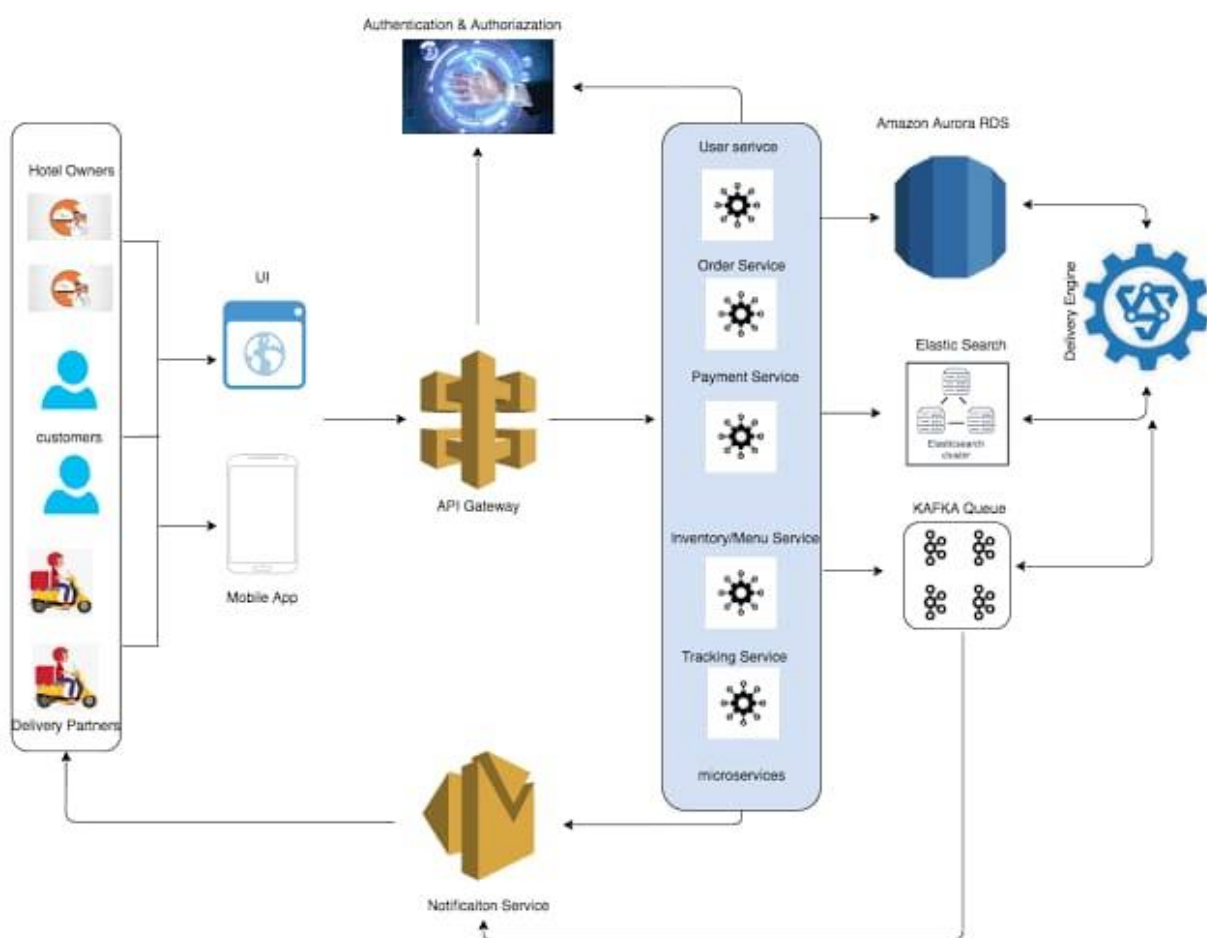 Authentication & Authoriazation
Hotel Owners
customers
Delivery Partners
UI
Mobile App
API Gateway
User serivce
Order Service
Payment Service
Inventory/Menu Service
Tracking Service
microservices
Amazon Aurora RDS
Elastic Search
Elasticsearch
cluster
KAFKA Queue
Delivery Engine
Notificaiton Service